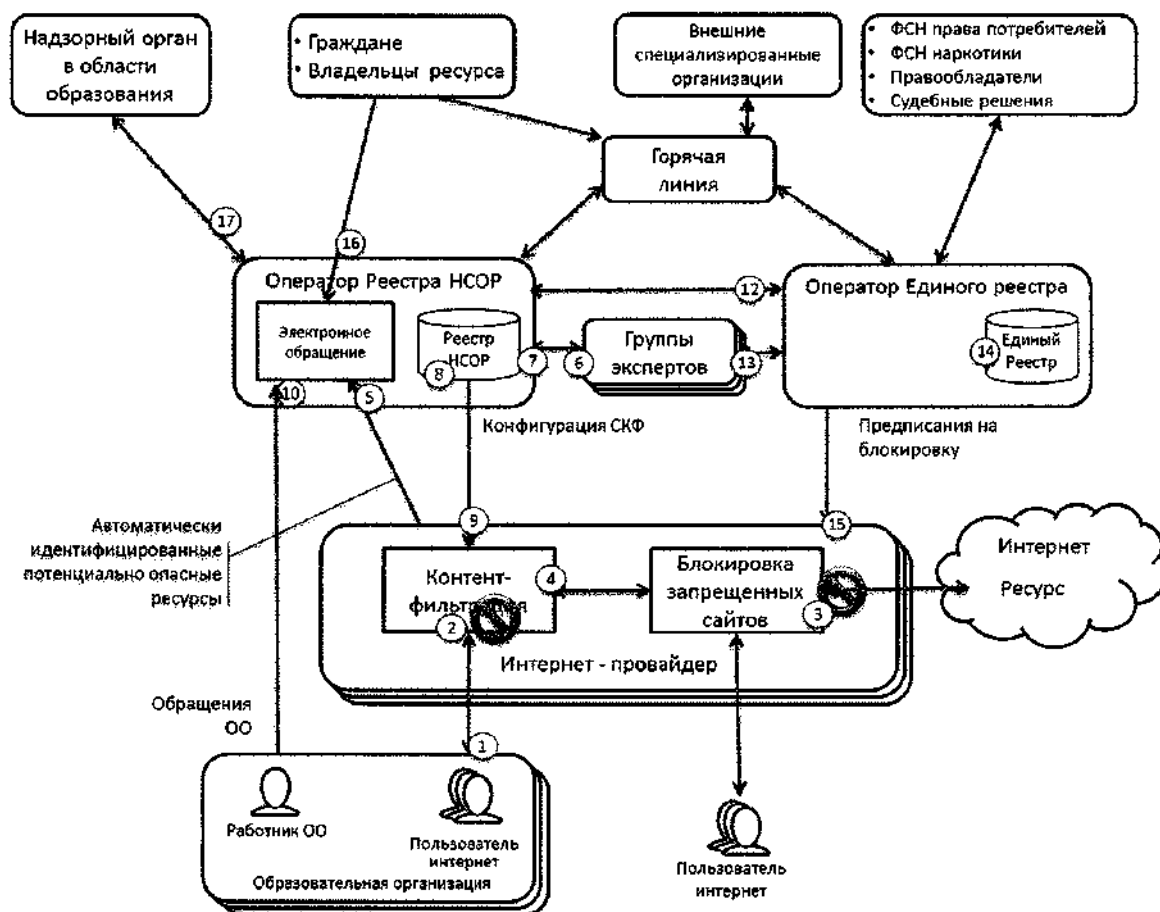 Надзорный орган
в области
образования
• Граждане
• Владельцы ресурса
Внешние
специализированные
организации
• ФСН права потребителей
• ФСН наркотики
• Правообладатели
• Судебные решения
Горячая
линия
17
16
Оператор Реестра НСОР
12
Оператор Единого реестра
Электронное
обращение
Реестр
НСОР
8
7
6
Группы
экспертов
13
14
Единый
Реестр
10
5
Конфигурация СКФ
Предписания на
блокировку
Автоматически
идентифицированные
потенциально опасные
ресурсы
9
15
Контент-
фильтрация
4
2
Блокировка
запрещенных
сайтов
3
Интернет
Ресурс
Интернет - провайдер
Обращения
ОО
1
Работник ОО
Пользователь
интернет
Образовательная организация
Пользователь
интернет